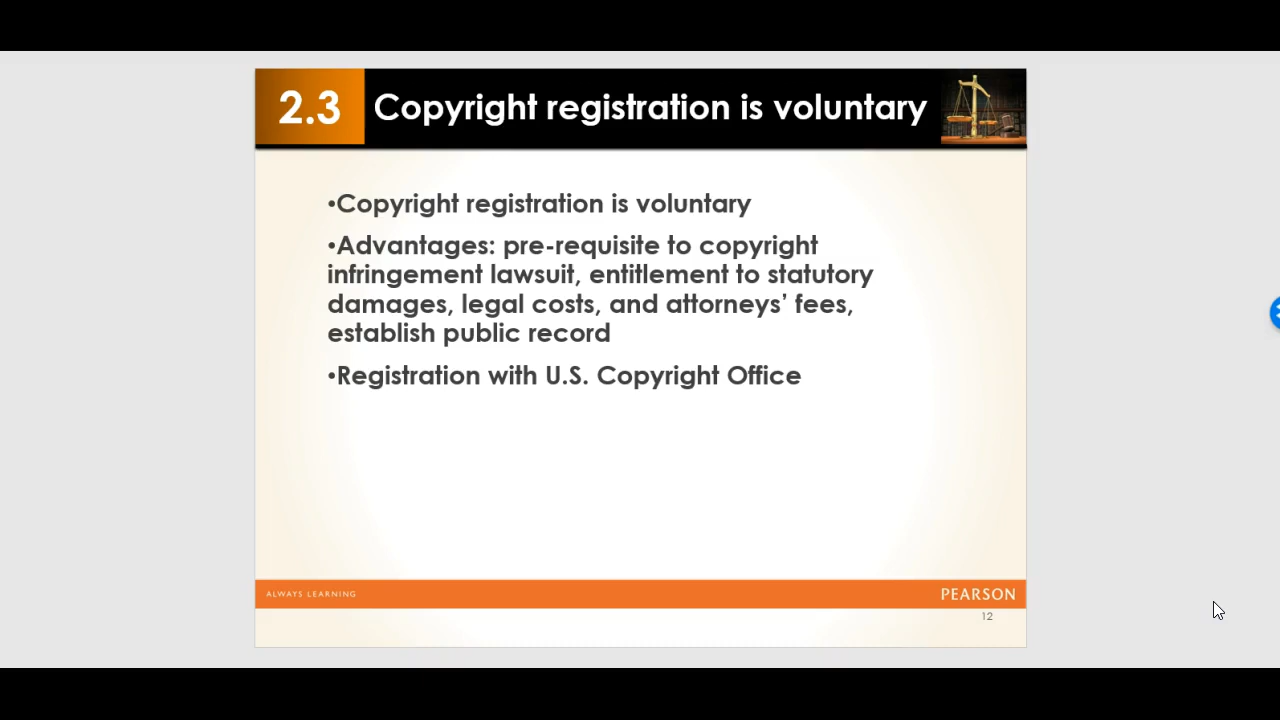 2.3
Copyright registration is voluntary
•Copyright registration is voluntary
•Advantages: pre-requisite to copyright
infringement lawsuit, entitlement to statutory
damages, legal costs, and attorneys’ fees,
establish public record
•Registration with U.S. Copyright Office
ALWAYS LEARNING
PEARSON
12